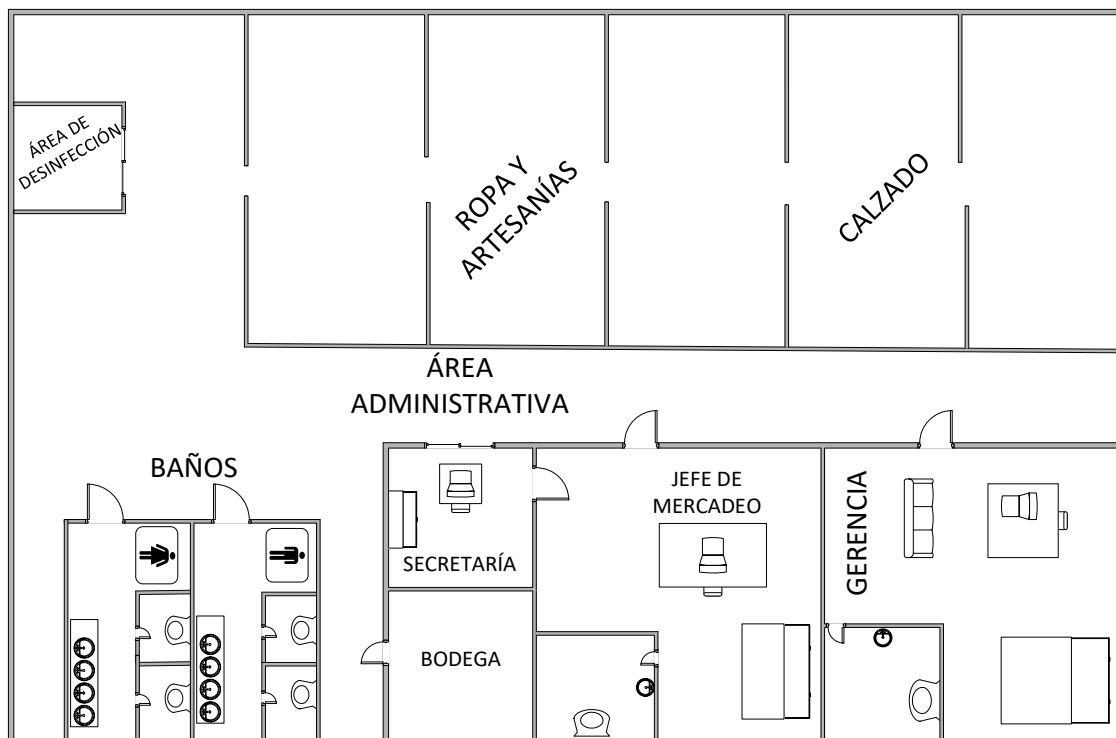 ÁREA DE
DESINFECCIÓN
ROPA Y
ARTESANÍAS
CALZADO
ÁREA
ADMINISTRATIVA
BAÑOS
SECRETARÍA
JEFE DE
MERCADEO
GERENCIA
BODEGA